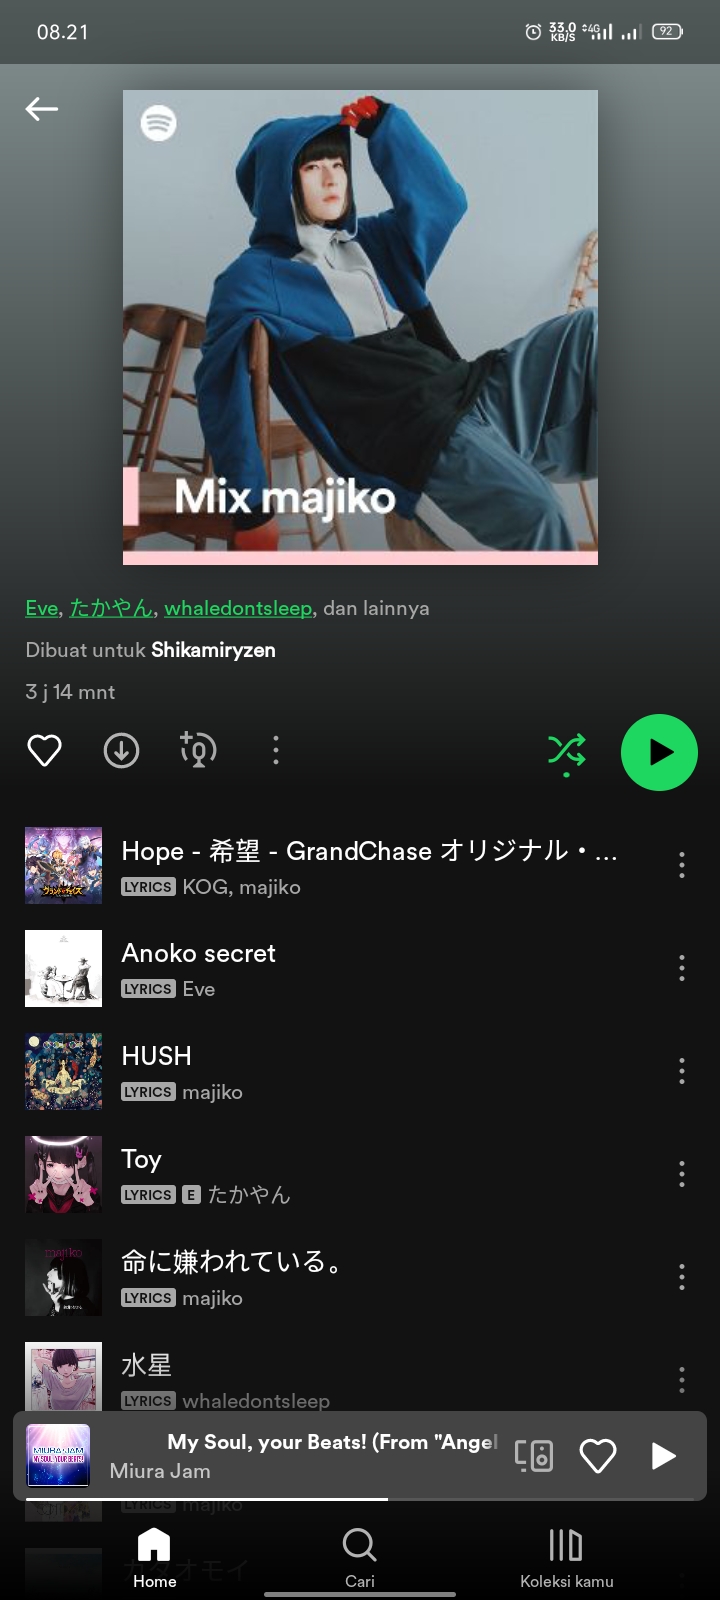 08.21
33.0
KB/S
4G
92
Mix majiko
Eve, たかやん, whaledontsleep, dan lainnya
Dibuat untuk Shikamiryzen
3 j 14 mnt
Hope - 希望 - GrandChase オリジナル・...
LYRICS KOG, majiko
Anoko secret
LYRICS Eve
HUSH
LYRICS majiko
Toy
LYRICS E たかやん
命に嫌われている。
majiko
LYRICS majiko
水星
LYRICS whaledontsleep
My Soul, your Beats! (From "Angel
MIURA JAM
MY SOUL, YOUR BEATS!
Miura Jam
LYRICS majiko
カタオモイ
Home
Cari
Koleksi kamu